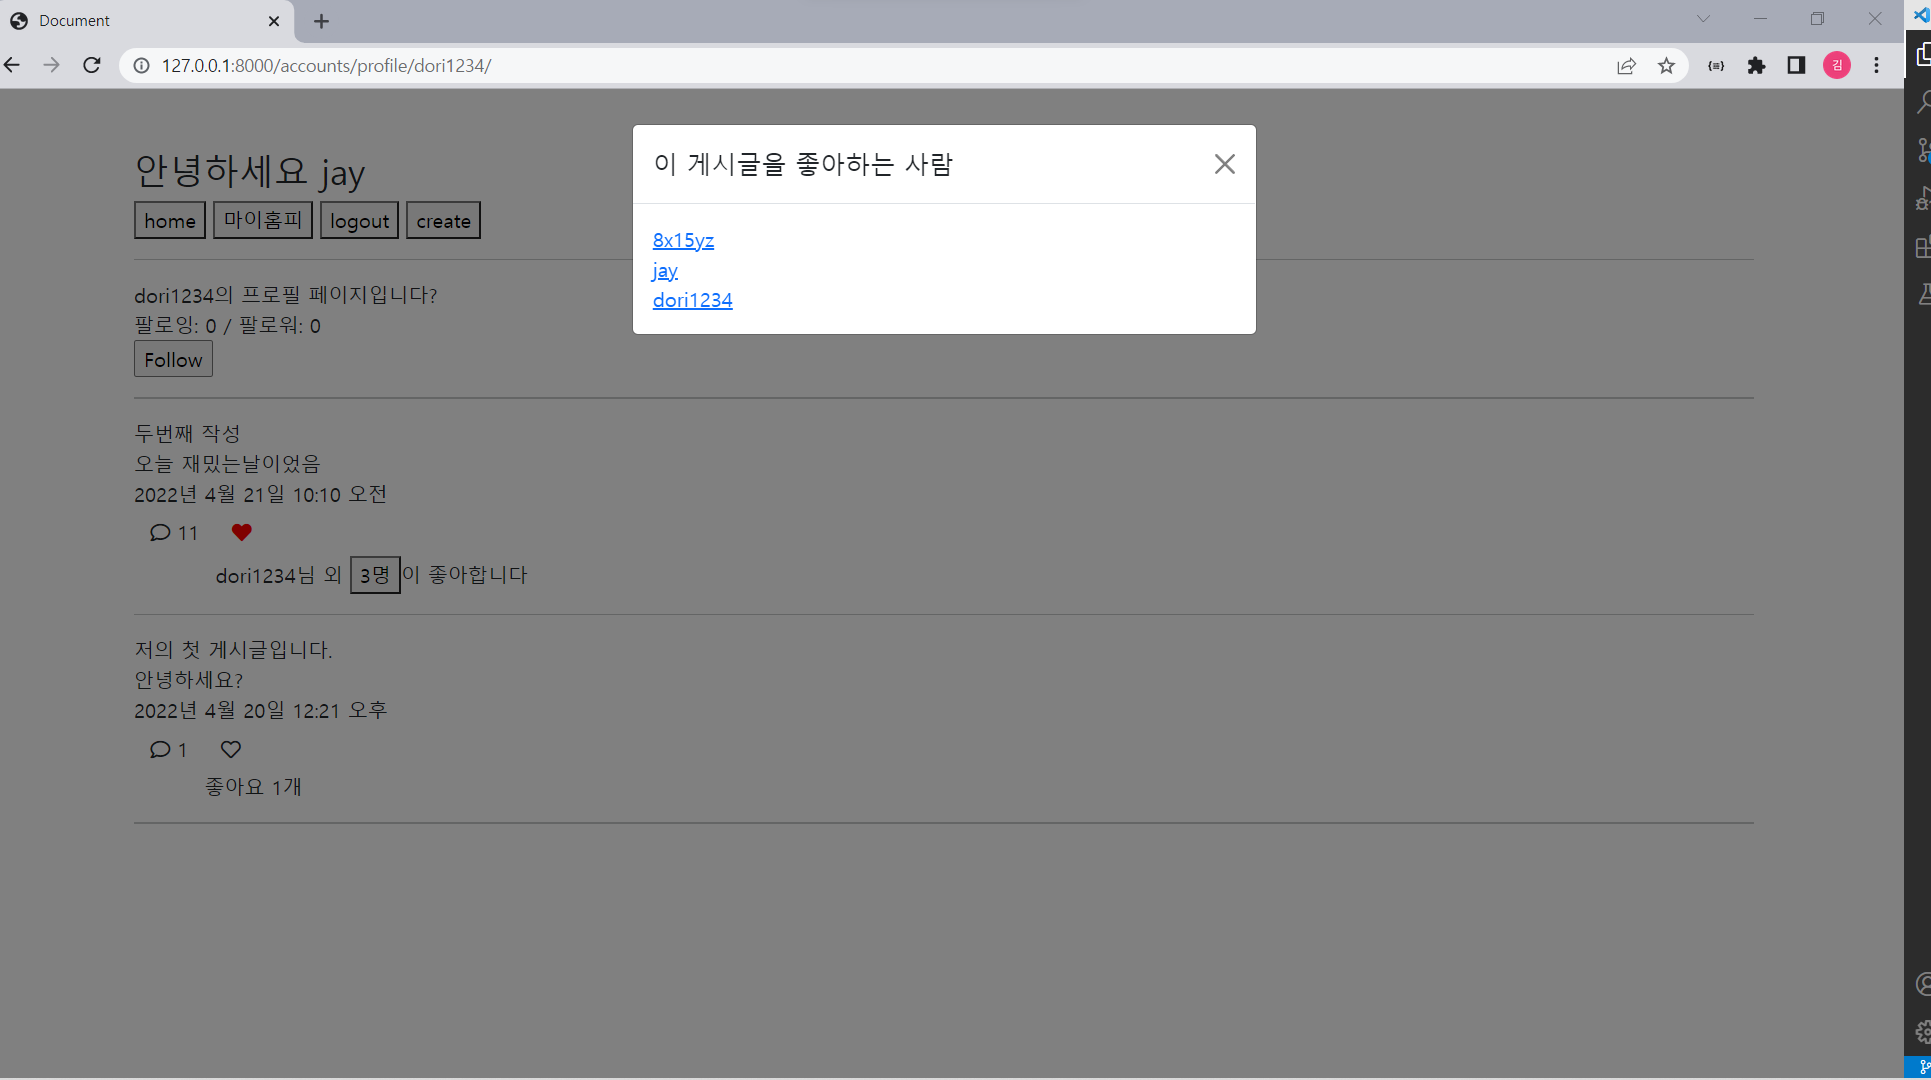 Document
127.0.0.1:8000/accounts/profile/dori1234/
김
안녕하세요 jay
home 마이홈피 logout create
dori1234의 프로필 페이지입니다?
팔로잉: 0 / 팔로워: 0
Follow
이 게시글을 좋아하는 사람
8x15yz
jay
dori1234
두번째 작성
오늘 재밌는날이었음
2022년 4월 21일 10:10 오전
11
dori1234님 외 3명이 좋아합니다
저의 첫 게시글입니다.
안녕하세요?
2022년 4월 20일 12:21 오후
1
좋아요 1개